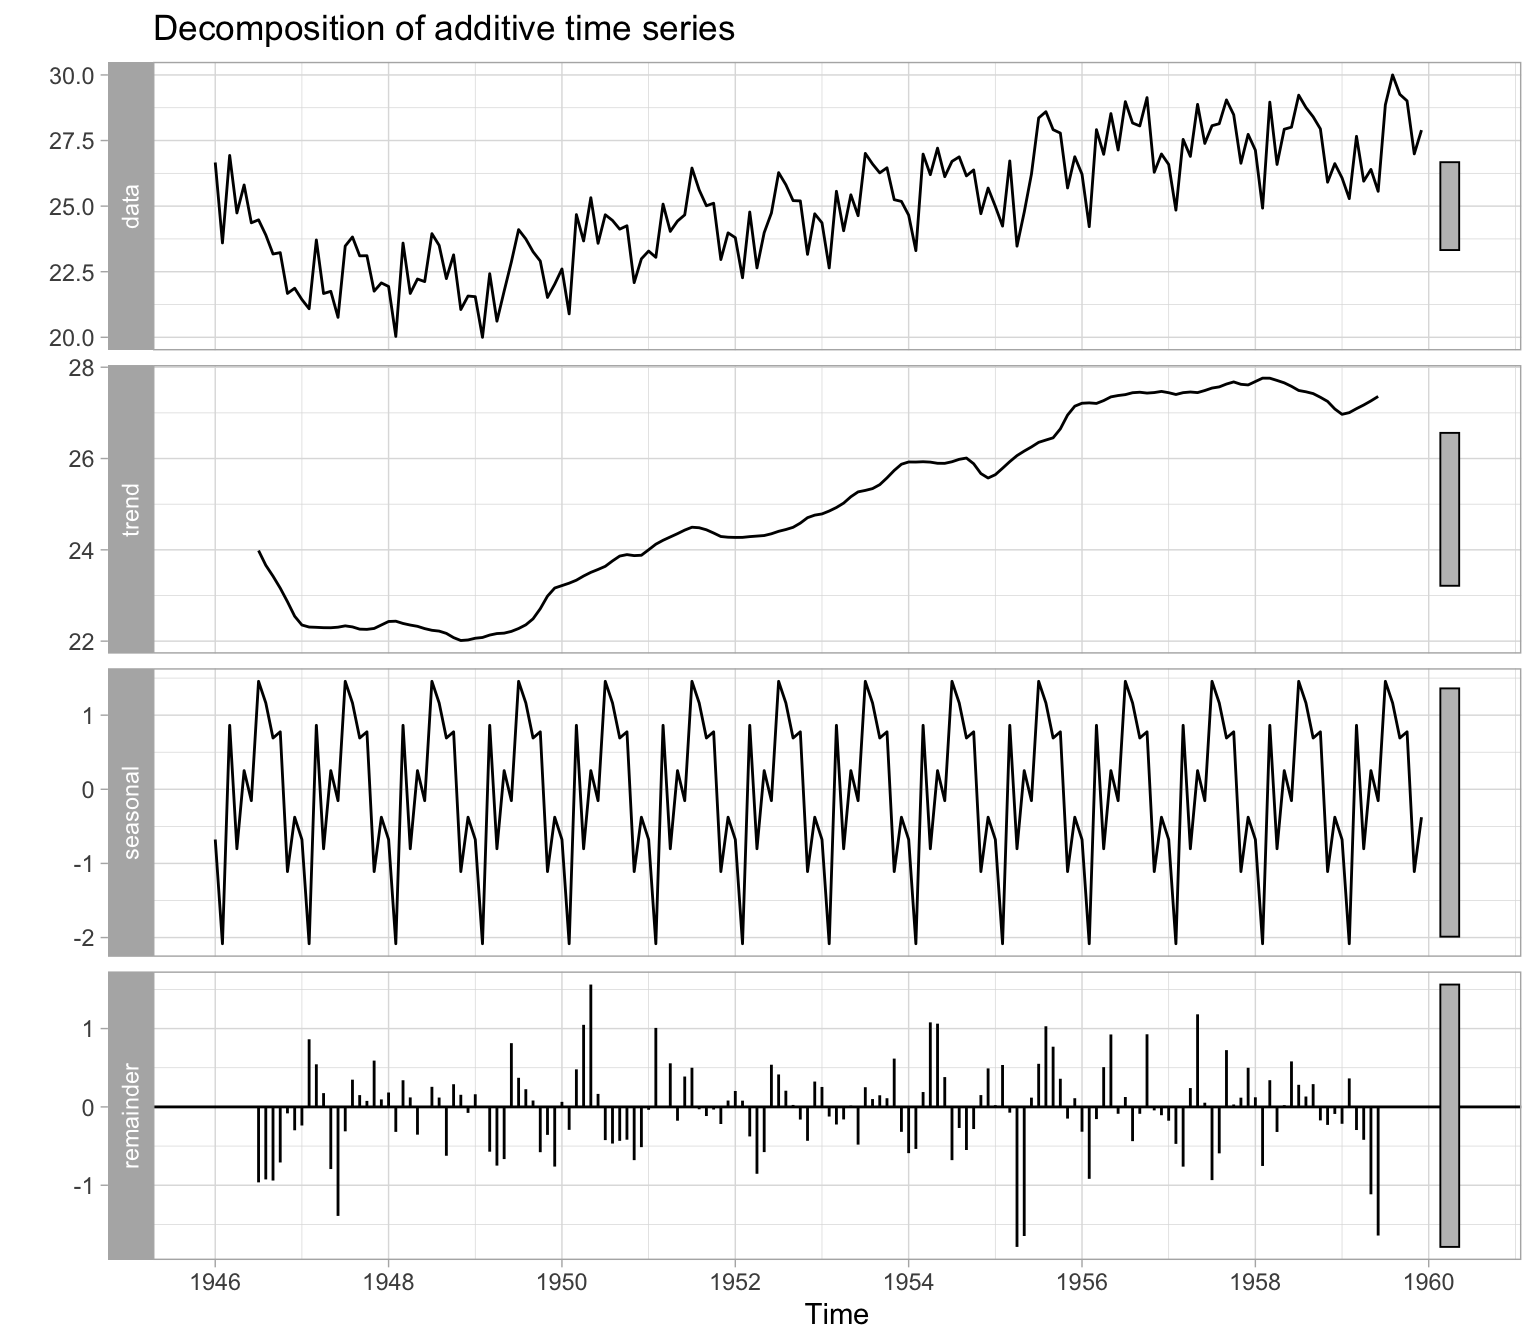 Decomposition of additive time series
30.0
27.5
25.0
22.5
20.0
data
28
26
24
22
trend
1
0
-1
-2
seasonal
1
0
-1
remainder
1946 1948 1950 1952 1954 1956 1958 1960
Time